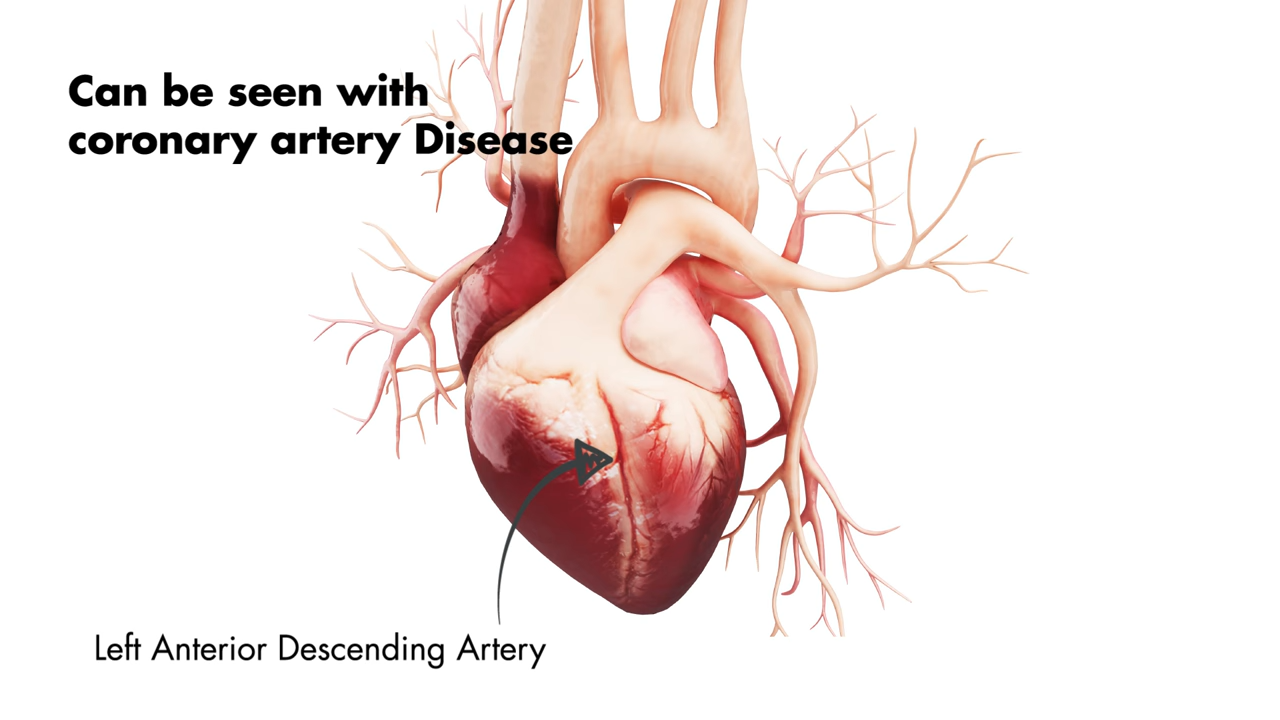 Can be seen with
coronary artery Disease
Left Anterior Descending Artery